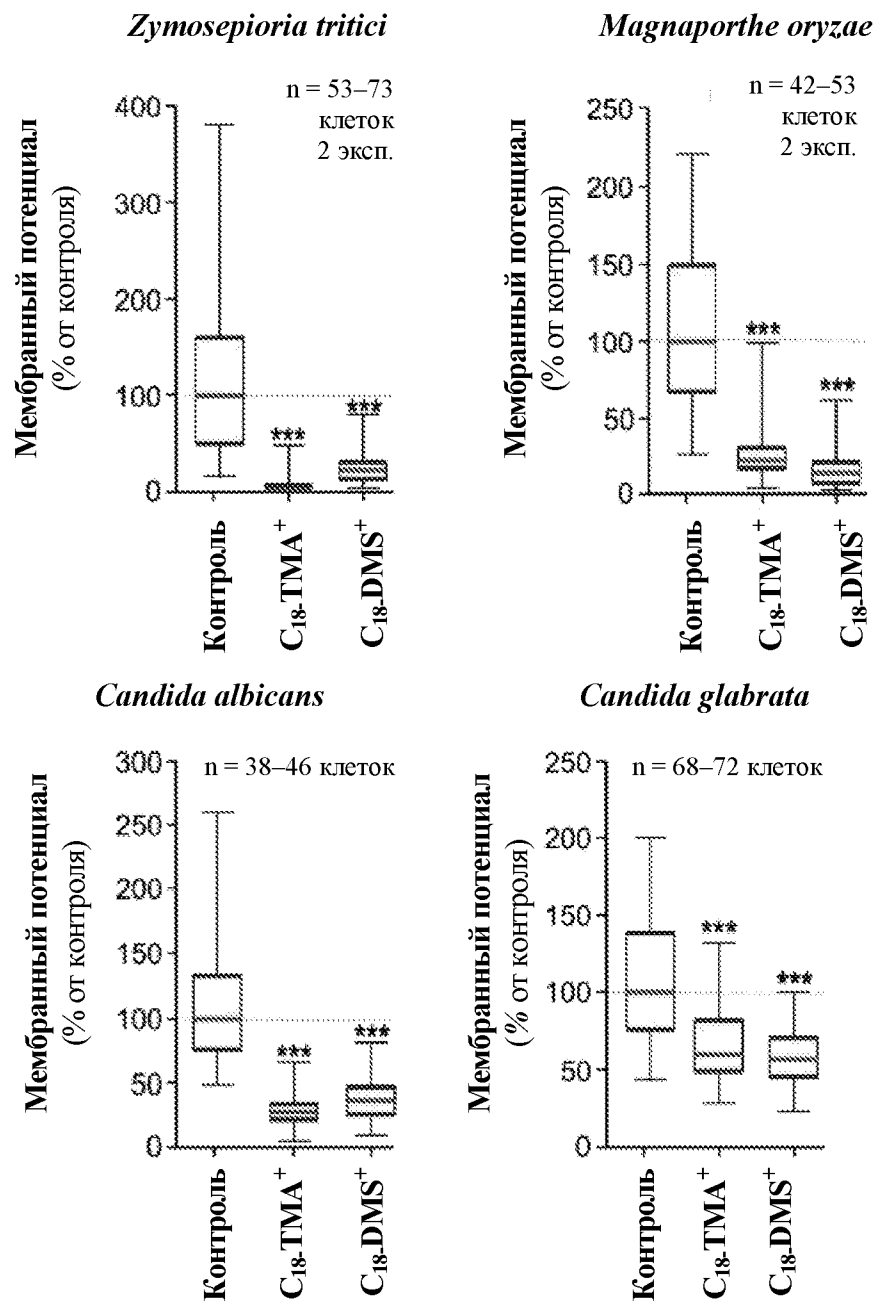 Zymosepioria tritici
n = 53–73
клеток
2 эксп.
Мембранный потенциал
(% от контроля)
400
300
200
100
0
***
***
Контроль
C18-TMA+
C18-DMS+
Magnaporthe oryzae
n = 42–53
клеток
2 эксп.
Мембранный потенциал
(% от контроля)
250
200
150
100
50
0
***
***
Контроль
C18-TMA+
C18-DMS+
Candida albicans
n = 38–46 клеток
Мембранный потенциал
(% от контроля)
300
250
200
150
100
50
0
***
***
Контроль
C18-TMA+
C18-DMS+
Candida glabrata
n = 68–72 клеток
Мембранный потенциал
(% от контроля)
250
200
150
100
50
0
***
***
Контроль
C18-TMA+
C18-DMS+